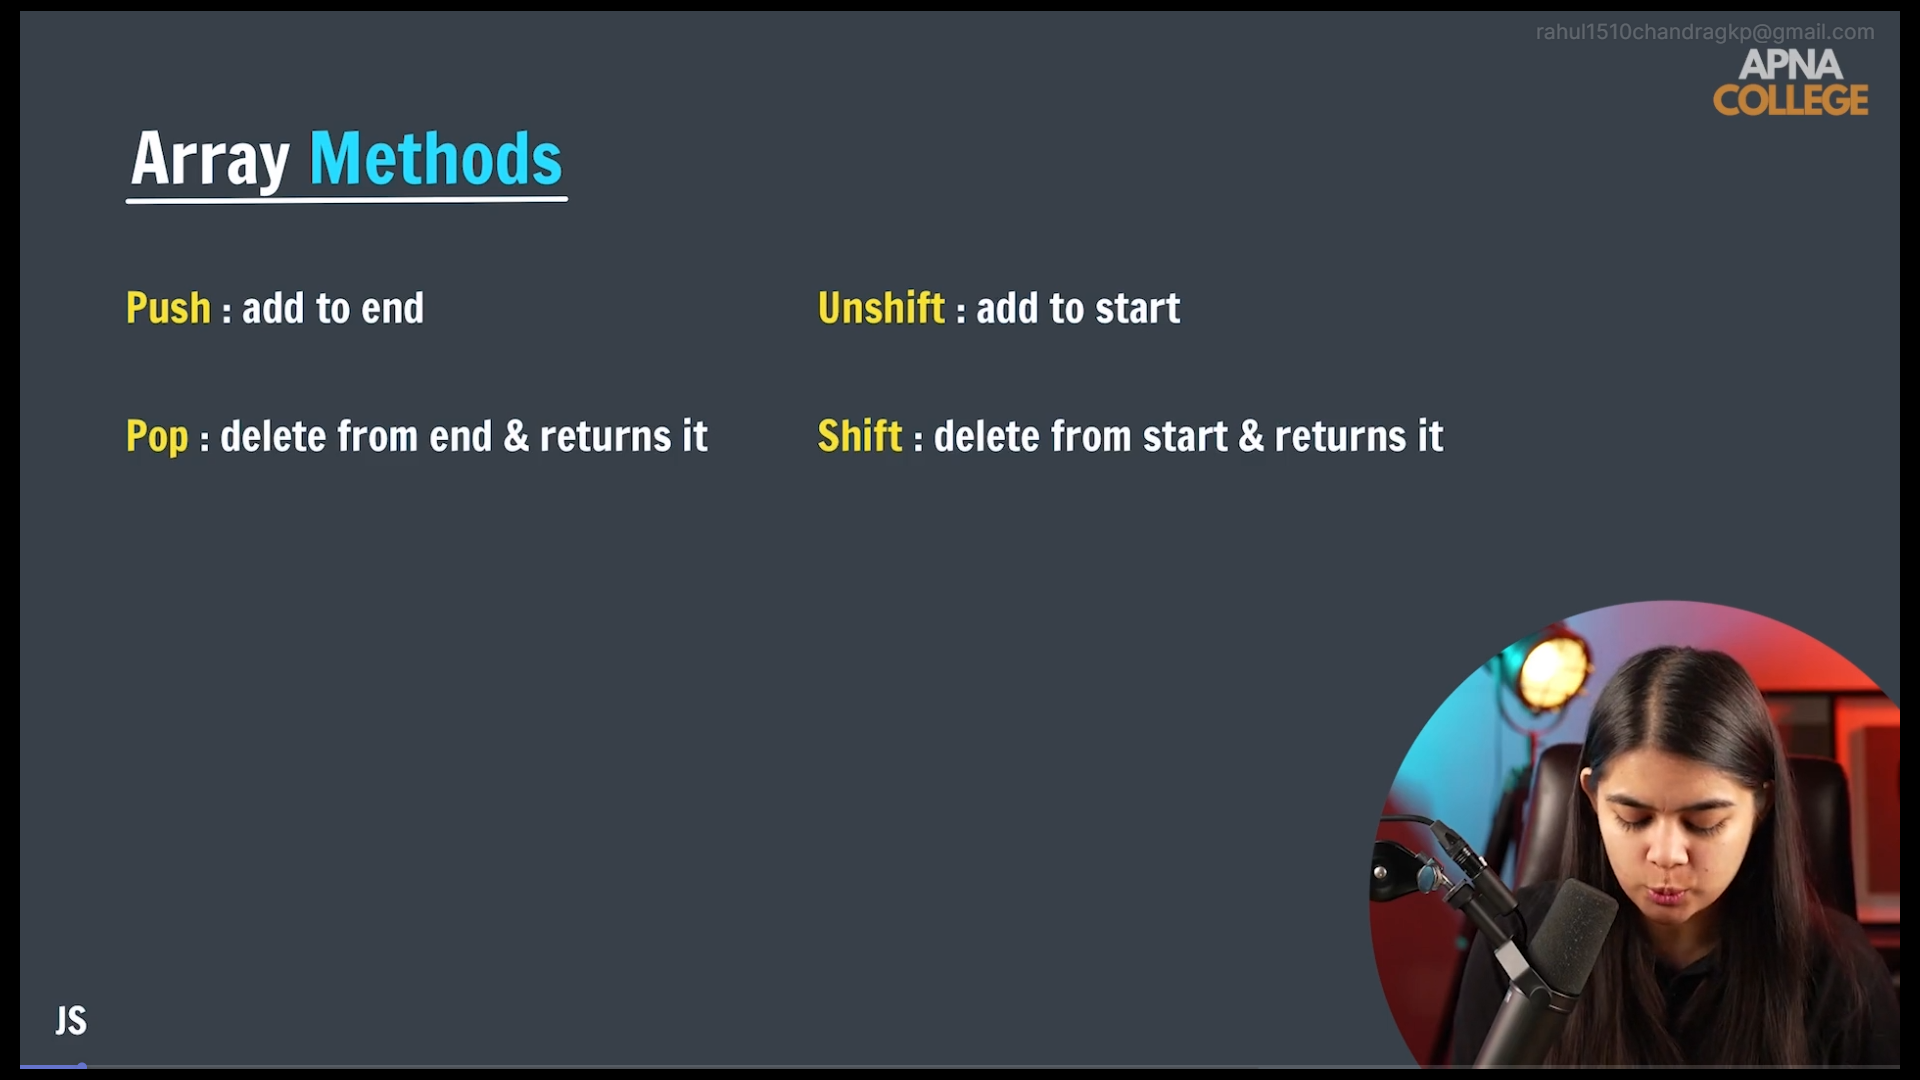 rahul1510chandragkp@gmail.com
APNA
COLLEGE
Array Methods
Push : add to end
Unshift : add to start
Pop : delete from end & returns it
Shift : delete from start & returns it
JS